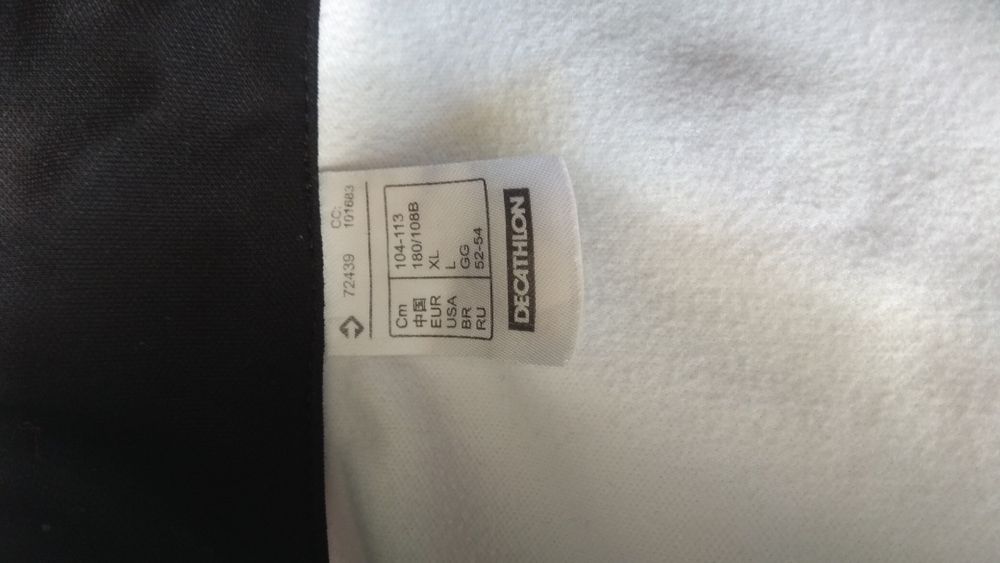 72439 CC: 101683
Cm 104-113
中国 180/108B
EUR XL
USA L
BR GG
RU 52-54
DECATHLON